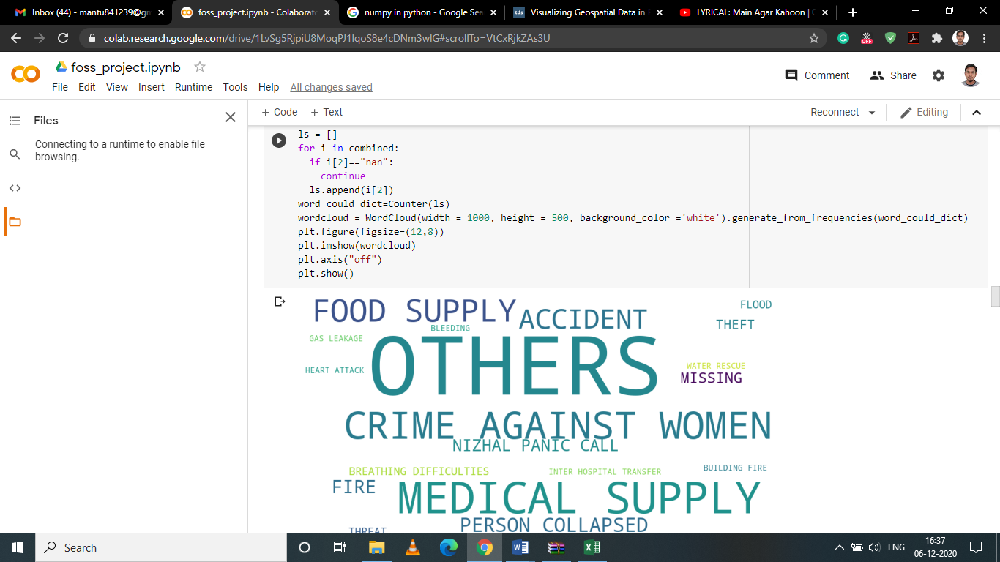 Inbox (44) - mantu841239@gm
foss_project.ipynb - Colaborato
numpy in python - Google Sea
tds
Visualizing Geospatial Data in
LYRICAL: Main Agar Kahoon |
colab.research.google.com/drive/1LvSg5RjpiU8MoqPJ1IqoS8e4cDNm3wIG#scrollTo=VtCxRjkZAs3U
OFF
foss_project.ipynb
Comment
Share
File Edit View Insert Runtime Tools Help All changes saved
Files
Connecting to a runtime to enable file
browsing.
+ Code + Text
Reconnect
Editing
ls = []
for i in combined:
  if i[2]=="nan":
    continue
  ls.append(i[2])
word_could_dict=Counter(ls)
wordcloud = WordCloud(width = 1000, height = 500, background_color ='white').generate_from_frequencies(word_could_dict)
plt.figure(figsize=(12,8))
plt.imshow(wordcloud)
plt.axis("off")
plt.show()
FOOD SUPPLY
ACCIDENT
FLOOD
THEFT
BLEEDING
GAS LEAKAGE
OTHERS
HEART ATTACK
WATER RESCUE
MISSING
CRIME AGAINST WOMEN
NIZHAL PANIC CALL
BREATHING DIFFICULTIES
INTER HOSPITAL TRANSFER
BUILDING FIRE
FIRE
MEDICAL SUPPLY
PERSON COLLAPSED
THREAT
Search
ENG
16:37
06-12-2020